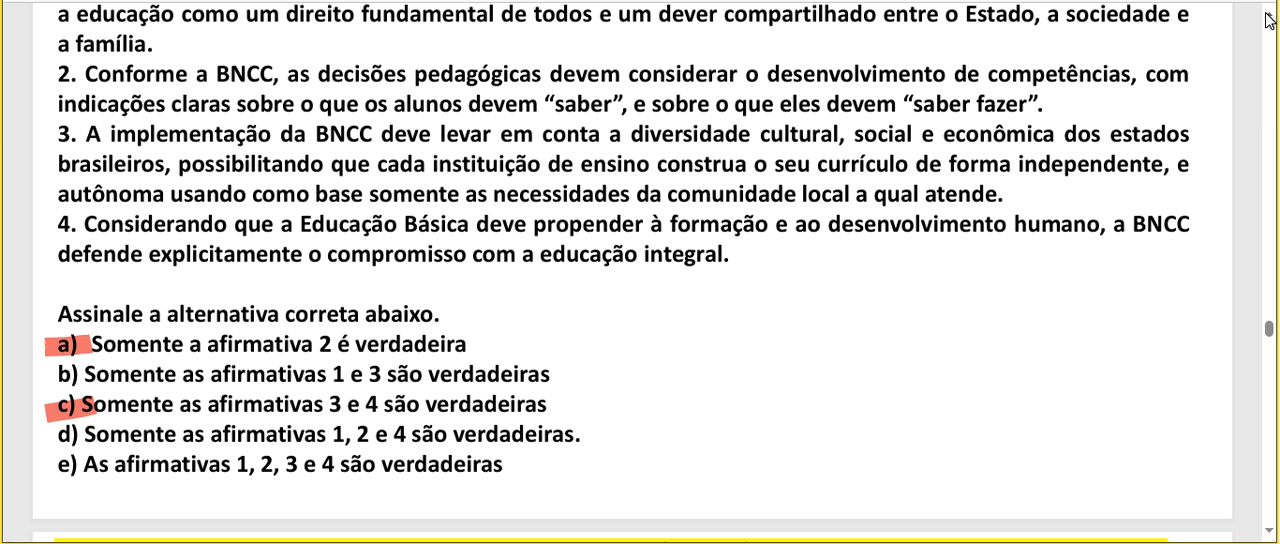 a educação como um direito fundamental de todos e um dever compartilhado entre o Estado, a sociedade e
a família.
2. Conforme a BNCC, as decisões pedagógicas devem considerar o desenvolvimento de competências, com
indicações claras sobre o que os alunos devem “saber”, e sobre o que eles devem “saber fazer”.
3. A implementação da BNCC deve levar em conta a diversidade cultural, social e econômica dos estados
brasileiros, possibilitando que cada instituição de ensino construa o seu currículo de forma independente, e
autônoma usando como base somente as necessidades da comunidade local a qual atende.
4. Considerando que a Educação Básica deve propender à formação e ao desenvolvimento humano, a BNCC
defende explicitamente o compromisso com a educação integral.
Assinale a alternativa correta abaixo.
a) Somente a afirmativa 2 é verdadeira
b) Somente as afirmativas 1 e 3 são verdadeiras
c) Somente as afirmativas 3 e 4 são verdadeiras
d) Somente as afirmativas 1, 2 e 4 são verdadeiras.
e) As afirmativas 1, 2, 3 e 4 são verdadeiras